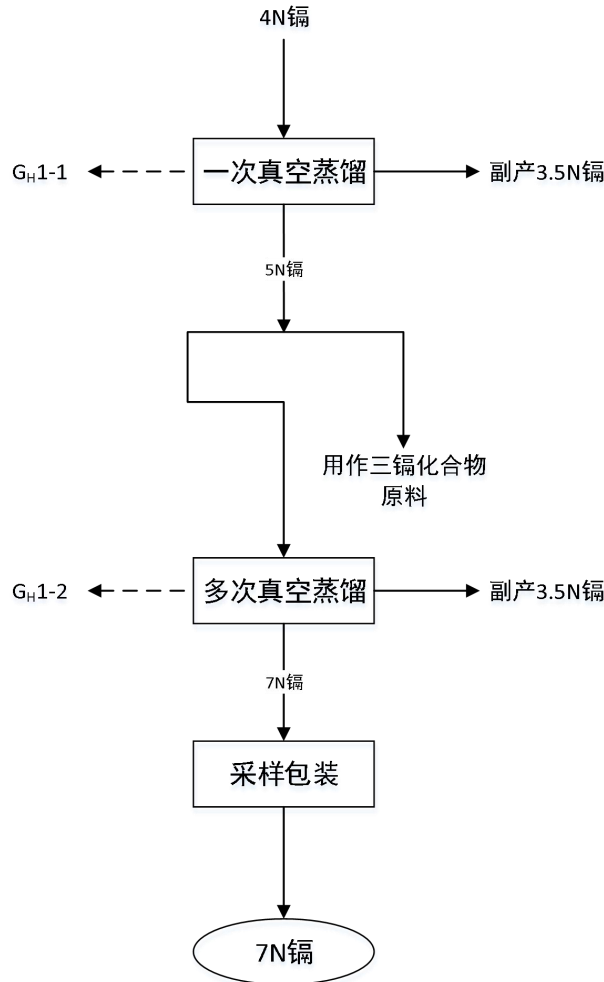 4N镉
G_H1-1
一次真空蒸馏
副产3.5N镉
5N镉
用作三镉化合物
原料
G_H1-2
多次真空蒸馏
副产3.5N镉
7N镉
采样包装
7N镉